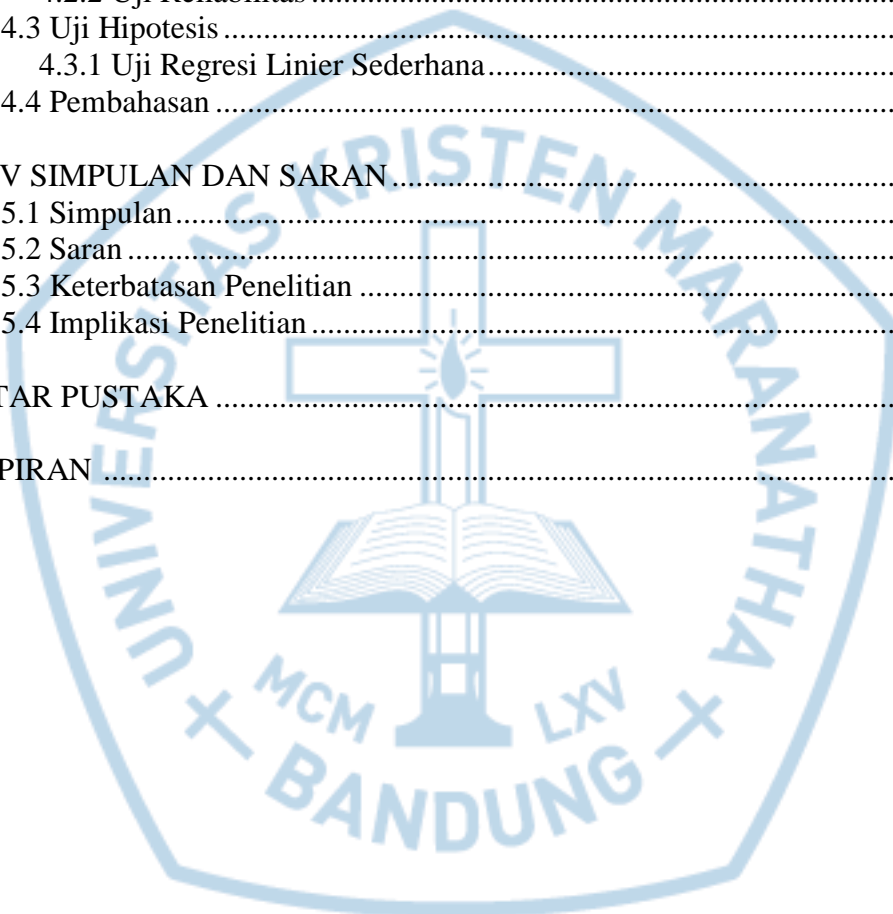 4.3 Uji Hipotesis
4.3.1 Uji Regresi Linier Sederhana
4.4 Pembahasan
V SIMPULAN DAN SARAN
5.1 Simpulan
5.2 Saran
5.3 Keterbatasan Penelitian
5.4 Implikasi Penelitian
TAR PUSTAKA
PIRAN
UNIVERSITAS KRISTEN MARANATHA
MCM LXV
BANDUNG